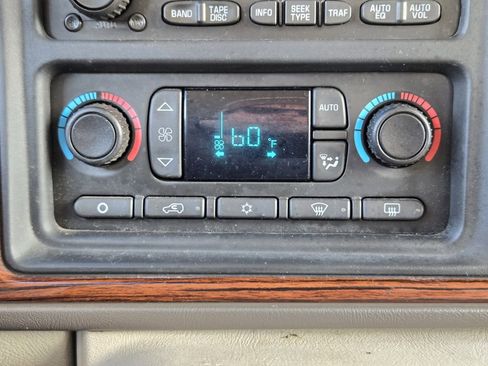 BAND TAPE DISC INFO SEEK TYPE TRAF AUTO EQ AUTO VOL
AUTO
60 °F